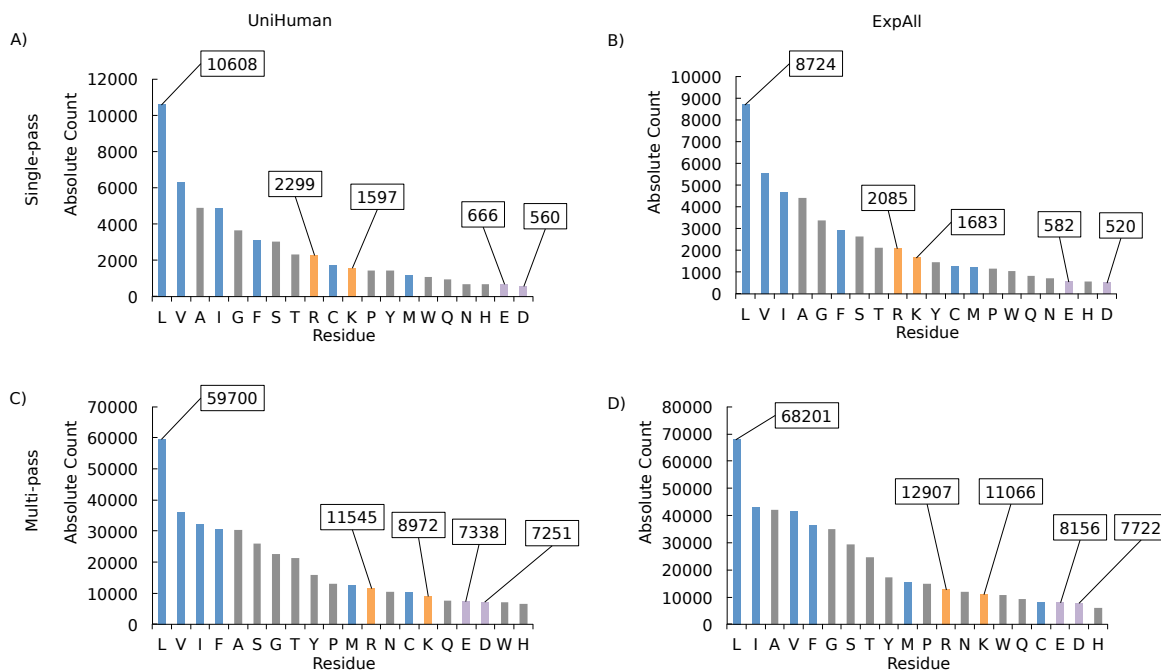 UniHuman
ExpAll
Single-pass
Multi-pass
A)
Absolute Count
12000
10000
8000
6000
4000
2000
0
10608
2299
1597
666
560
L V A I G F S T R C K P Y M W Q N H E D
Residue
B)
Absolute Count
10000
9000
8000
7000
6000
5000
4000
3000
2000
1000
0
8724
2085
1683
582
520
L V I A G F S T R K Y C M P W Q N E H D
Residue
C)
Absolute Count
70000
60000
50000
40000
30000
20000
10000
0
59700
11545
8972
7338
7251
L V I F A S G T Y P M R N C K Q E D W H
Residue
D)
Absolute Count
80000
70000
60000
50000
40000
30000
20000
10000
0
68201
12907
11066
8156
7722
L I A V F G S T Y M P R N K W Q C E D H
Residue